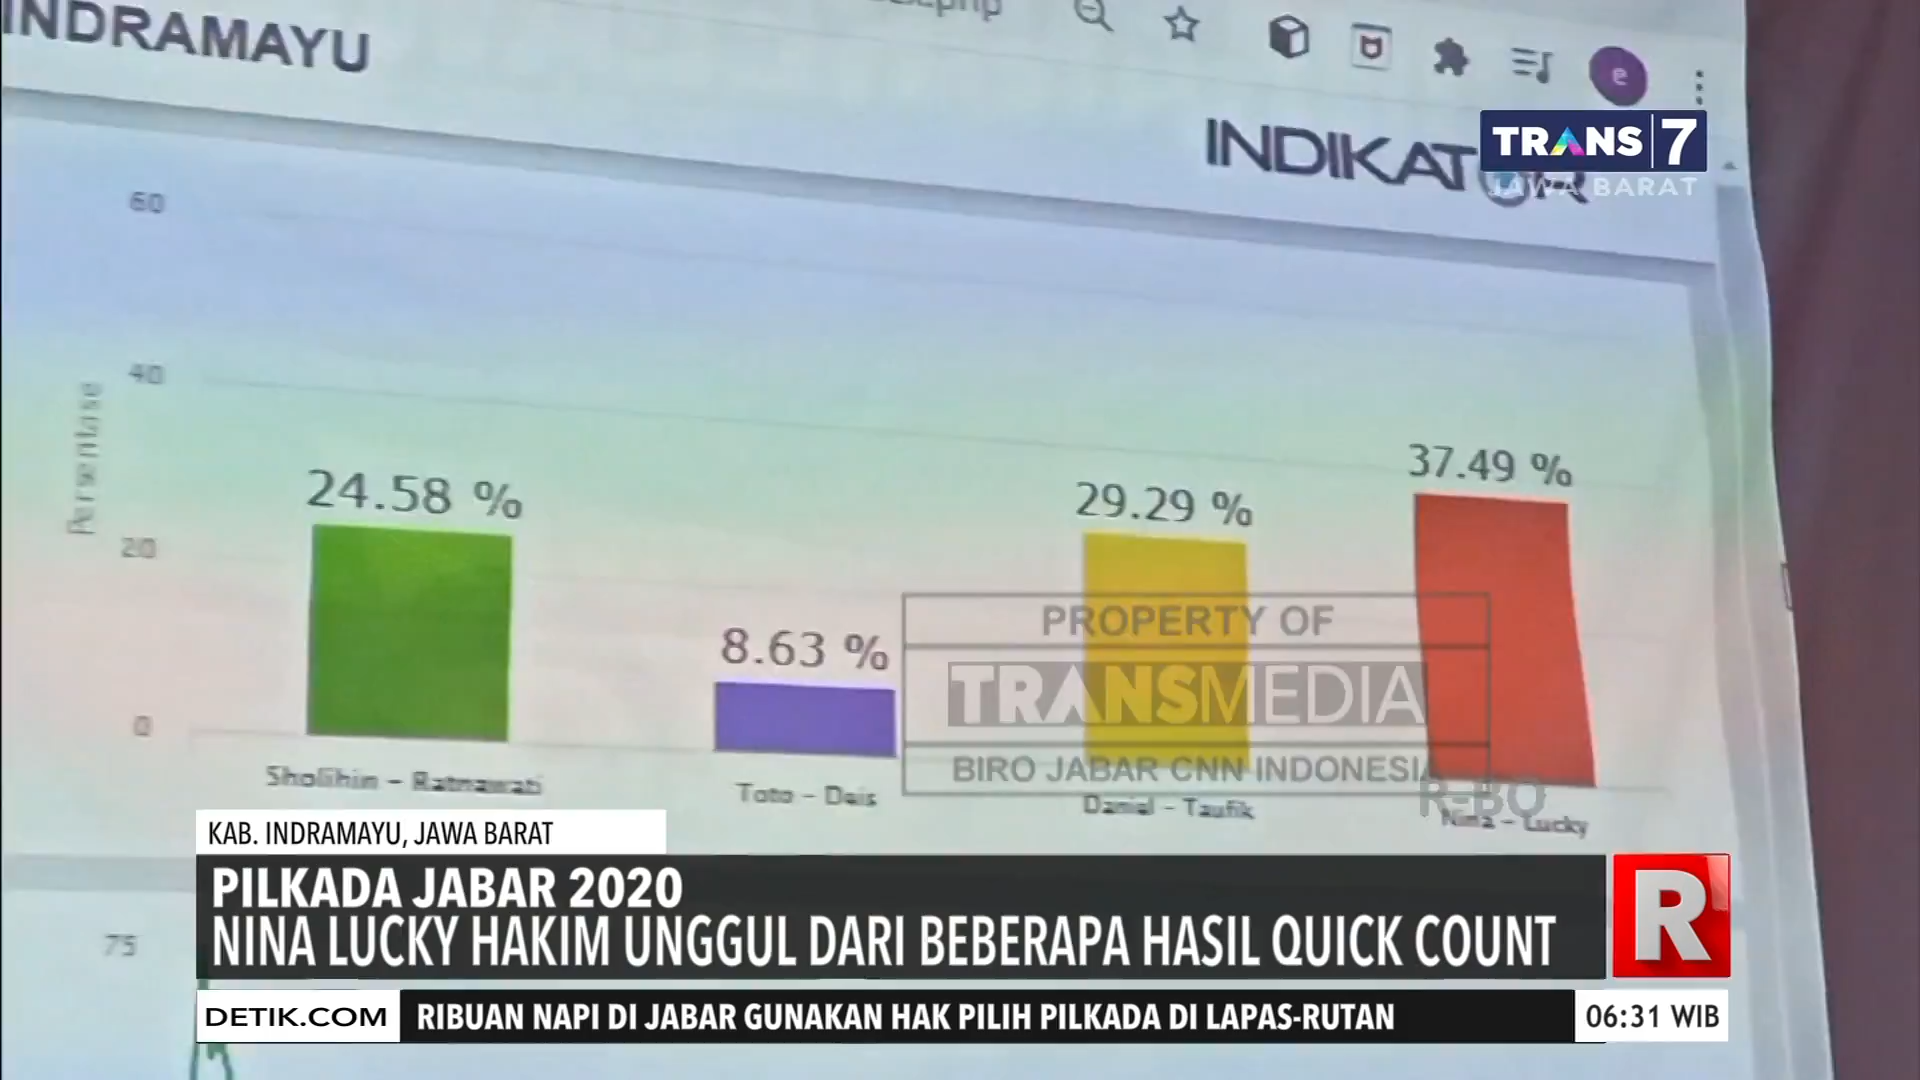 INDRAMAYU
INDIKATOR
TRANS|7
JAWA BARAT
60
40
20
0
Persentase
24.58 %
8.63 %
29.29 %
37.49 %
Sholihin - Ratnawati
Toto - Deis
Daniel - Taufik
Nina - Lucky
PROPERTY OF
TRANSMEDIA
BIRO JABAR CNN INDONESIA
R-BO
KAB. INDRAMAYU, JAWA BARAT
PILKADA JABAR 2020
NINA LUCKY HAKIM UNGGUL DARI BEBERAPA HASIL QUICK COUNT
R
75
DETIK.COM
RIBUAN NAPI DI JABAR GUNAKAN HAK PILIH PILKADA DI LAPAS-RUTAN
06:31 WIB